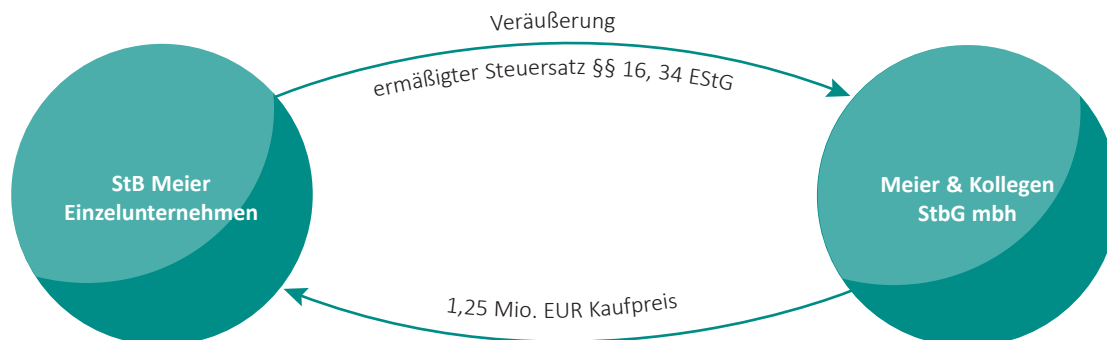 Veräußerung
ermäßigter Steuersatz §§ 16, 34 EStG
StB Meier
Einzelunternehmen
Meier & Kollegen
StbG mbh
1,25 Mio. EUR Kaufpreis